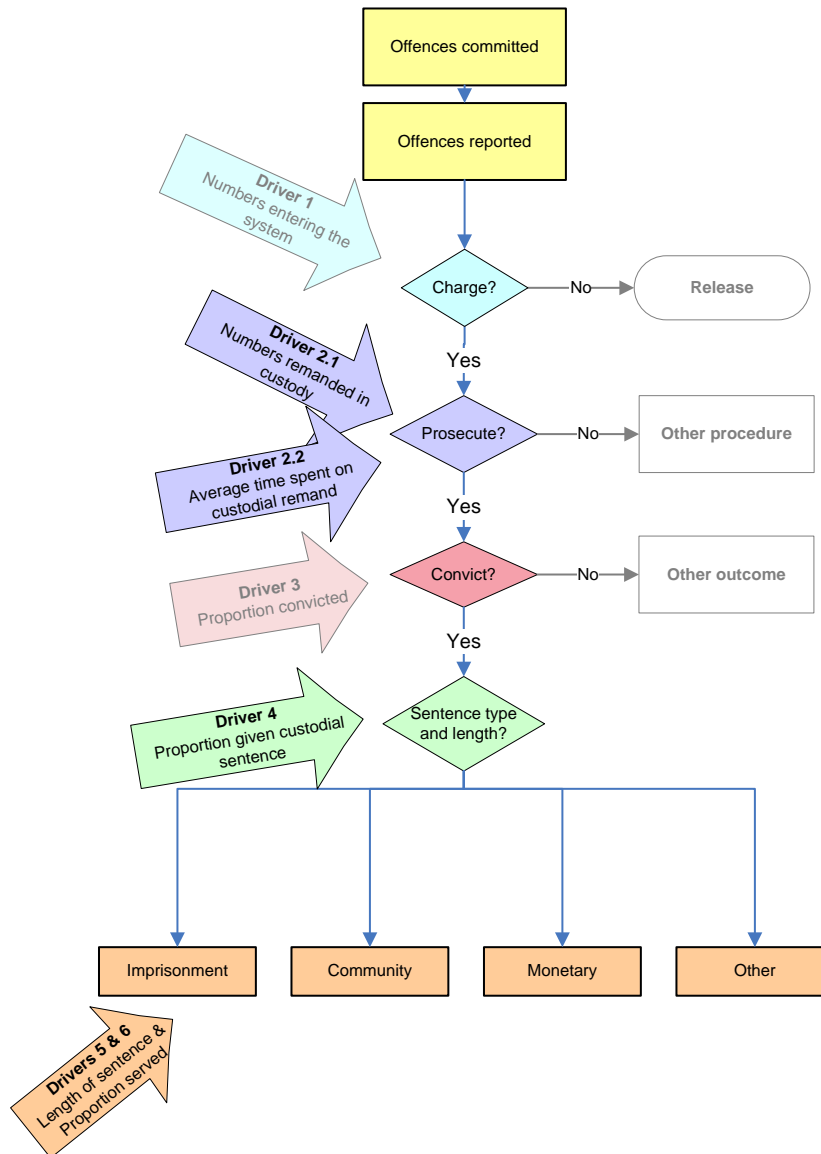 Offences committed
Offences reported
Driver 1
Numbers entering the
system
Charge?
No
Release
Yes
Driver 2.1
Numbers remanded in
custody
Prosecute?
No
Other procedure
Driver 2.2
Average time spent on
custodial remand
Yes
Convict?
No
Other outcome
Driver 3
Proportion convicted
Yes
Sentence type
and length?
Driver 4
Proportion given custodial
sentence
Imprisonment
Community
Monetary
Other
Drivers 5 & 6
Length of sentence &
Proportion served